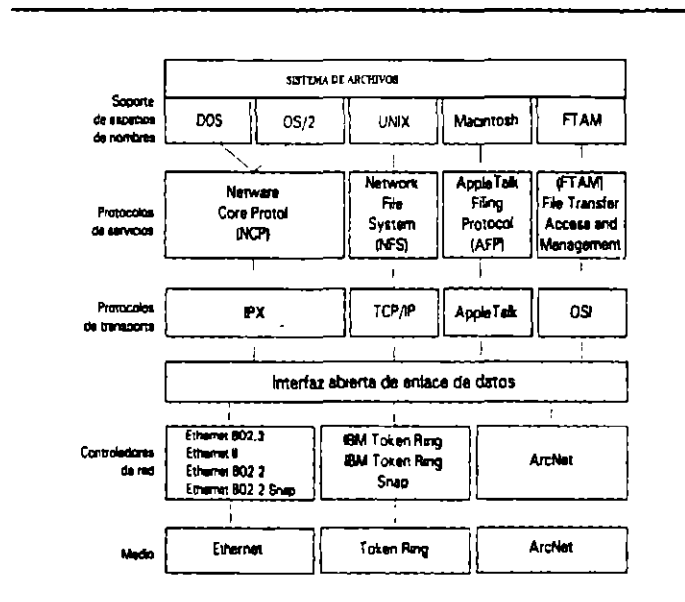 SISTEMA DE ARCHIVOS
Soporte
de espacios
de nombres
DOS
OS/2
UNIX
Macintosh
FTAM
Protocolos
de servicios
Netware
Core Protol
(NCP)
Network
File
System
(NFS)
AppleTalk
Filing
Protocol
(AFP)
(FTAM)
File Transfer
Access and
Management
Protocolos
de transporte
IPX
TCP/IP
AppleTalk
OSI
Interfaz abierta de enlace de datos
Controladores
de red
Ethernet 802.3
Ethernet II
Ethernet 802 2
Ethernet 802 2 Snap
IBM Token Ring
IBM Token Ring
Snap
ArcNet
Medio
Ethernet
Token Ring
ArcNet